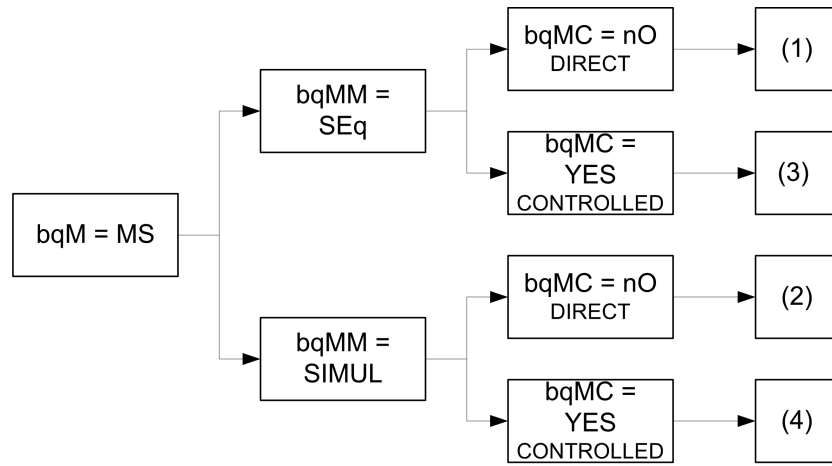 bqMC = nO
DIRECT
(1)
bqMM =
SEq
bqMC =
YES
CONTROLLED
(3)
bqM = MS
bqMC = nO
DIRECT
(2)
bqMM =
SIMUL
bqMC =
YES
CONTROLLED
(4)